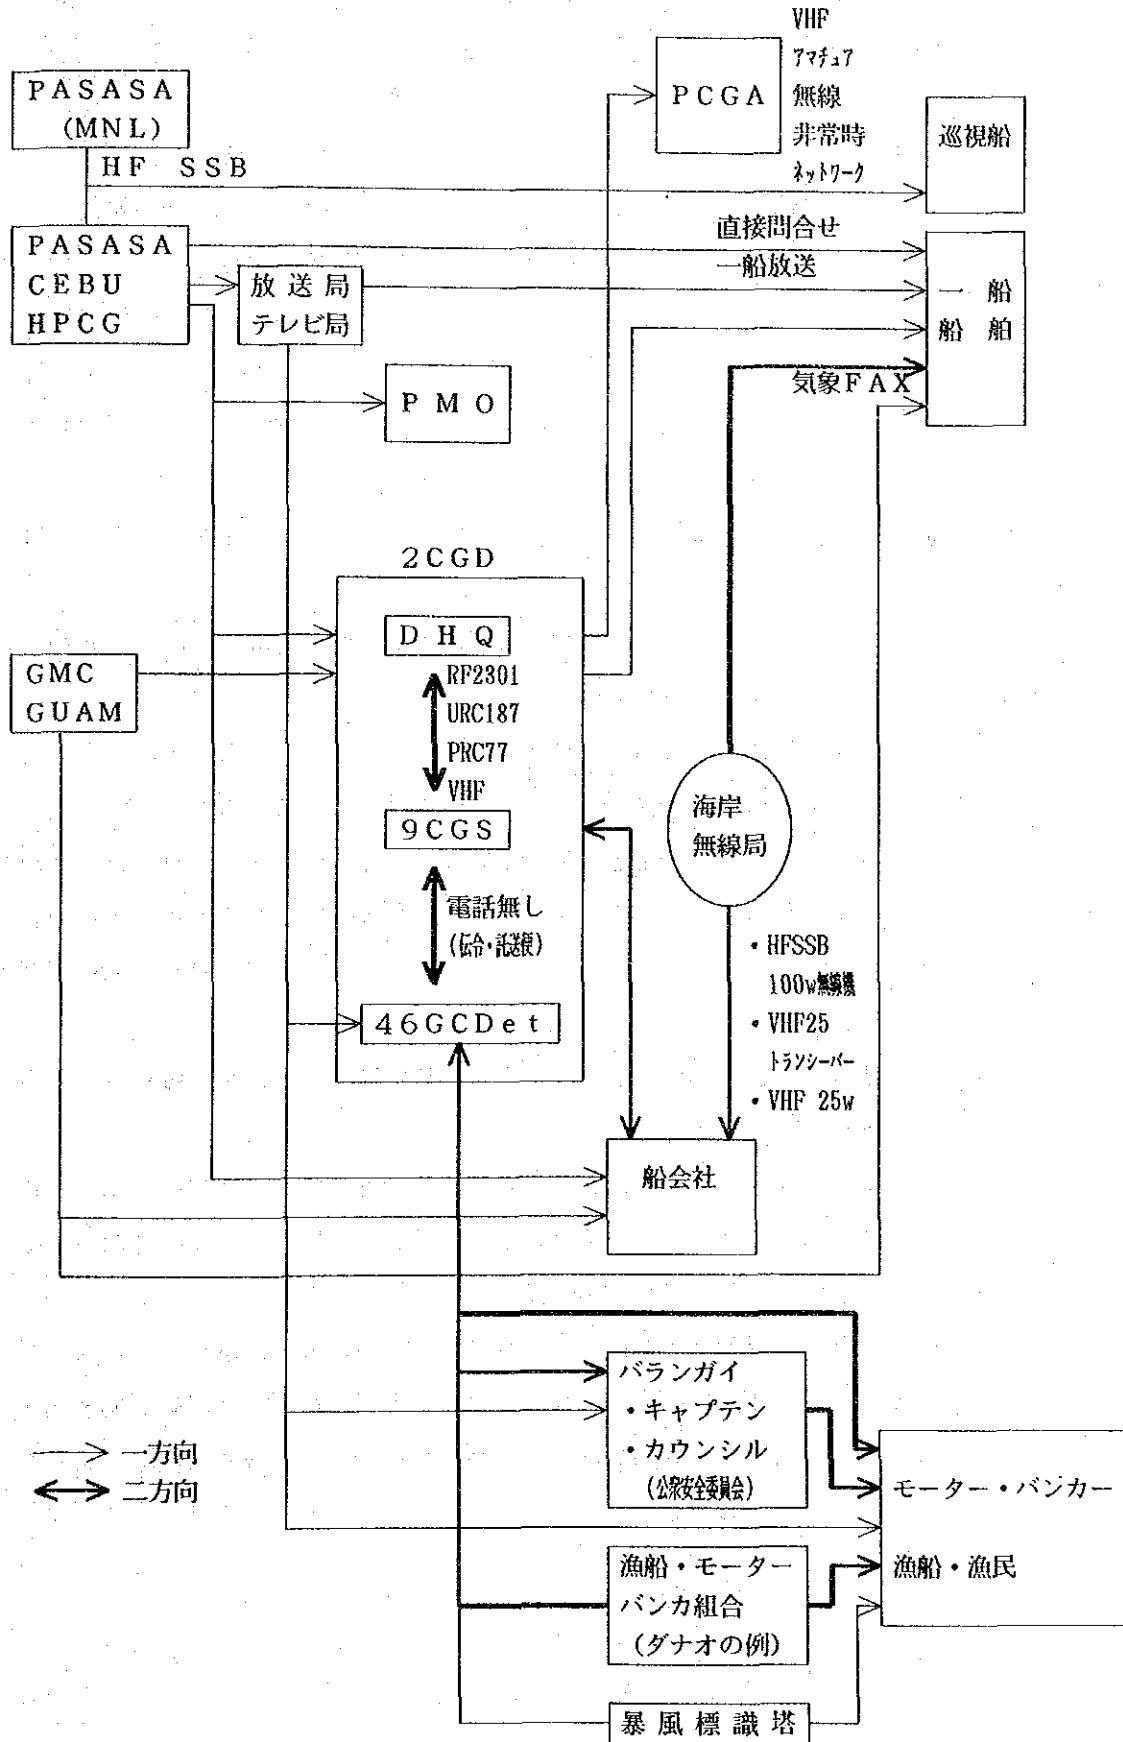 VHF
アマチュア
無線
非常時
ネットワーク
PCGA
PASASA
(MNL)
HF SSB
巡視船
PASASA
CEBU
HPCG
放送局
テレビ局
直接問合せ
一船放送
一船
船舶
気象FAX
PMO
2CGD
DHQ
RF2301
URC187
PRC77
VHF
9CGS
電話無し
(伝令・託送便)
46GCDet
GMC
GUAM
海岸
無線局
・HFSSB
100w無線機
・VHF25
トランシーバー
・VHF 25w
船会社
バランガイ
・キャプテン
・カウンシル
(公衆安全委員会)
一方向
二方向
モーター・バンカー
漁船・漁民
漁船・モーター
バンカ組合
(ダナオの例)
暴風標識塔